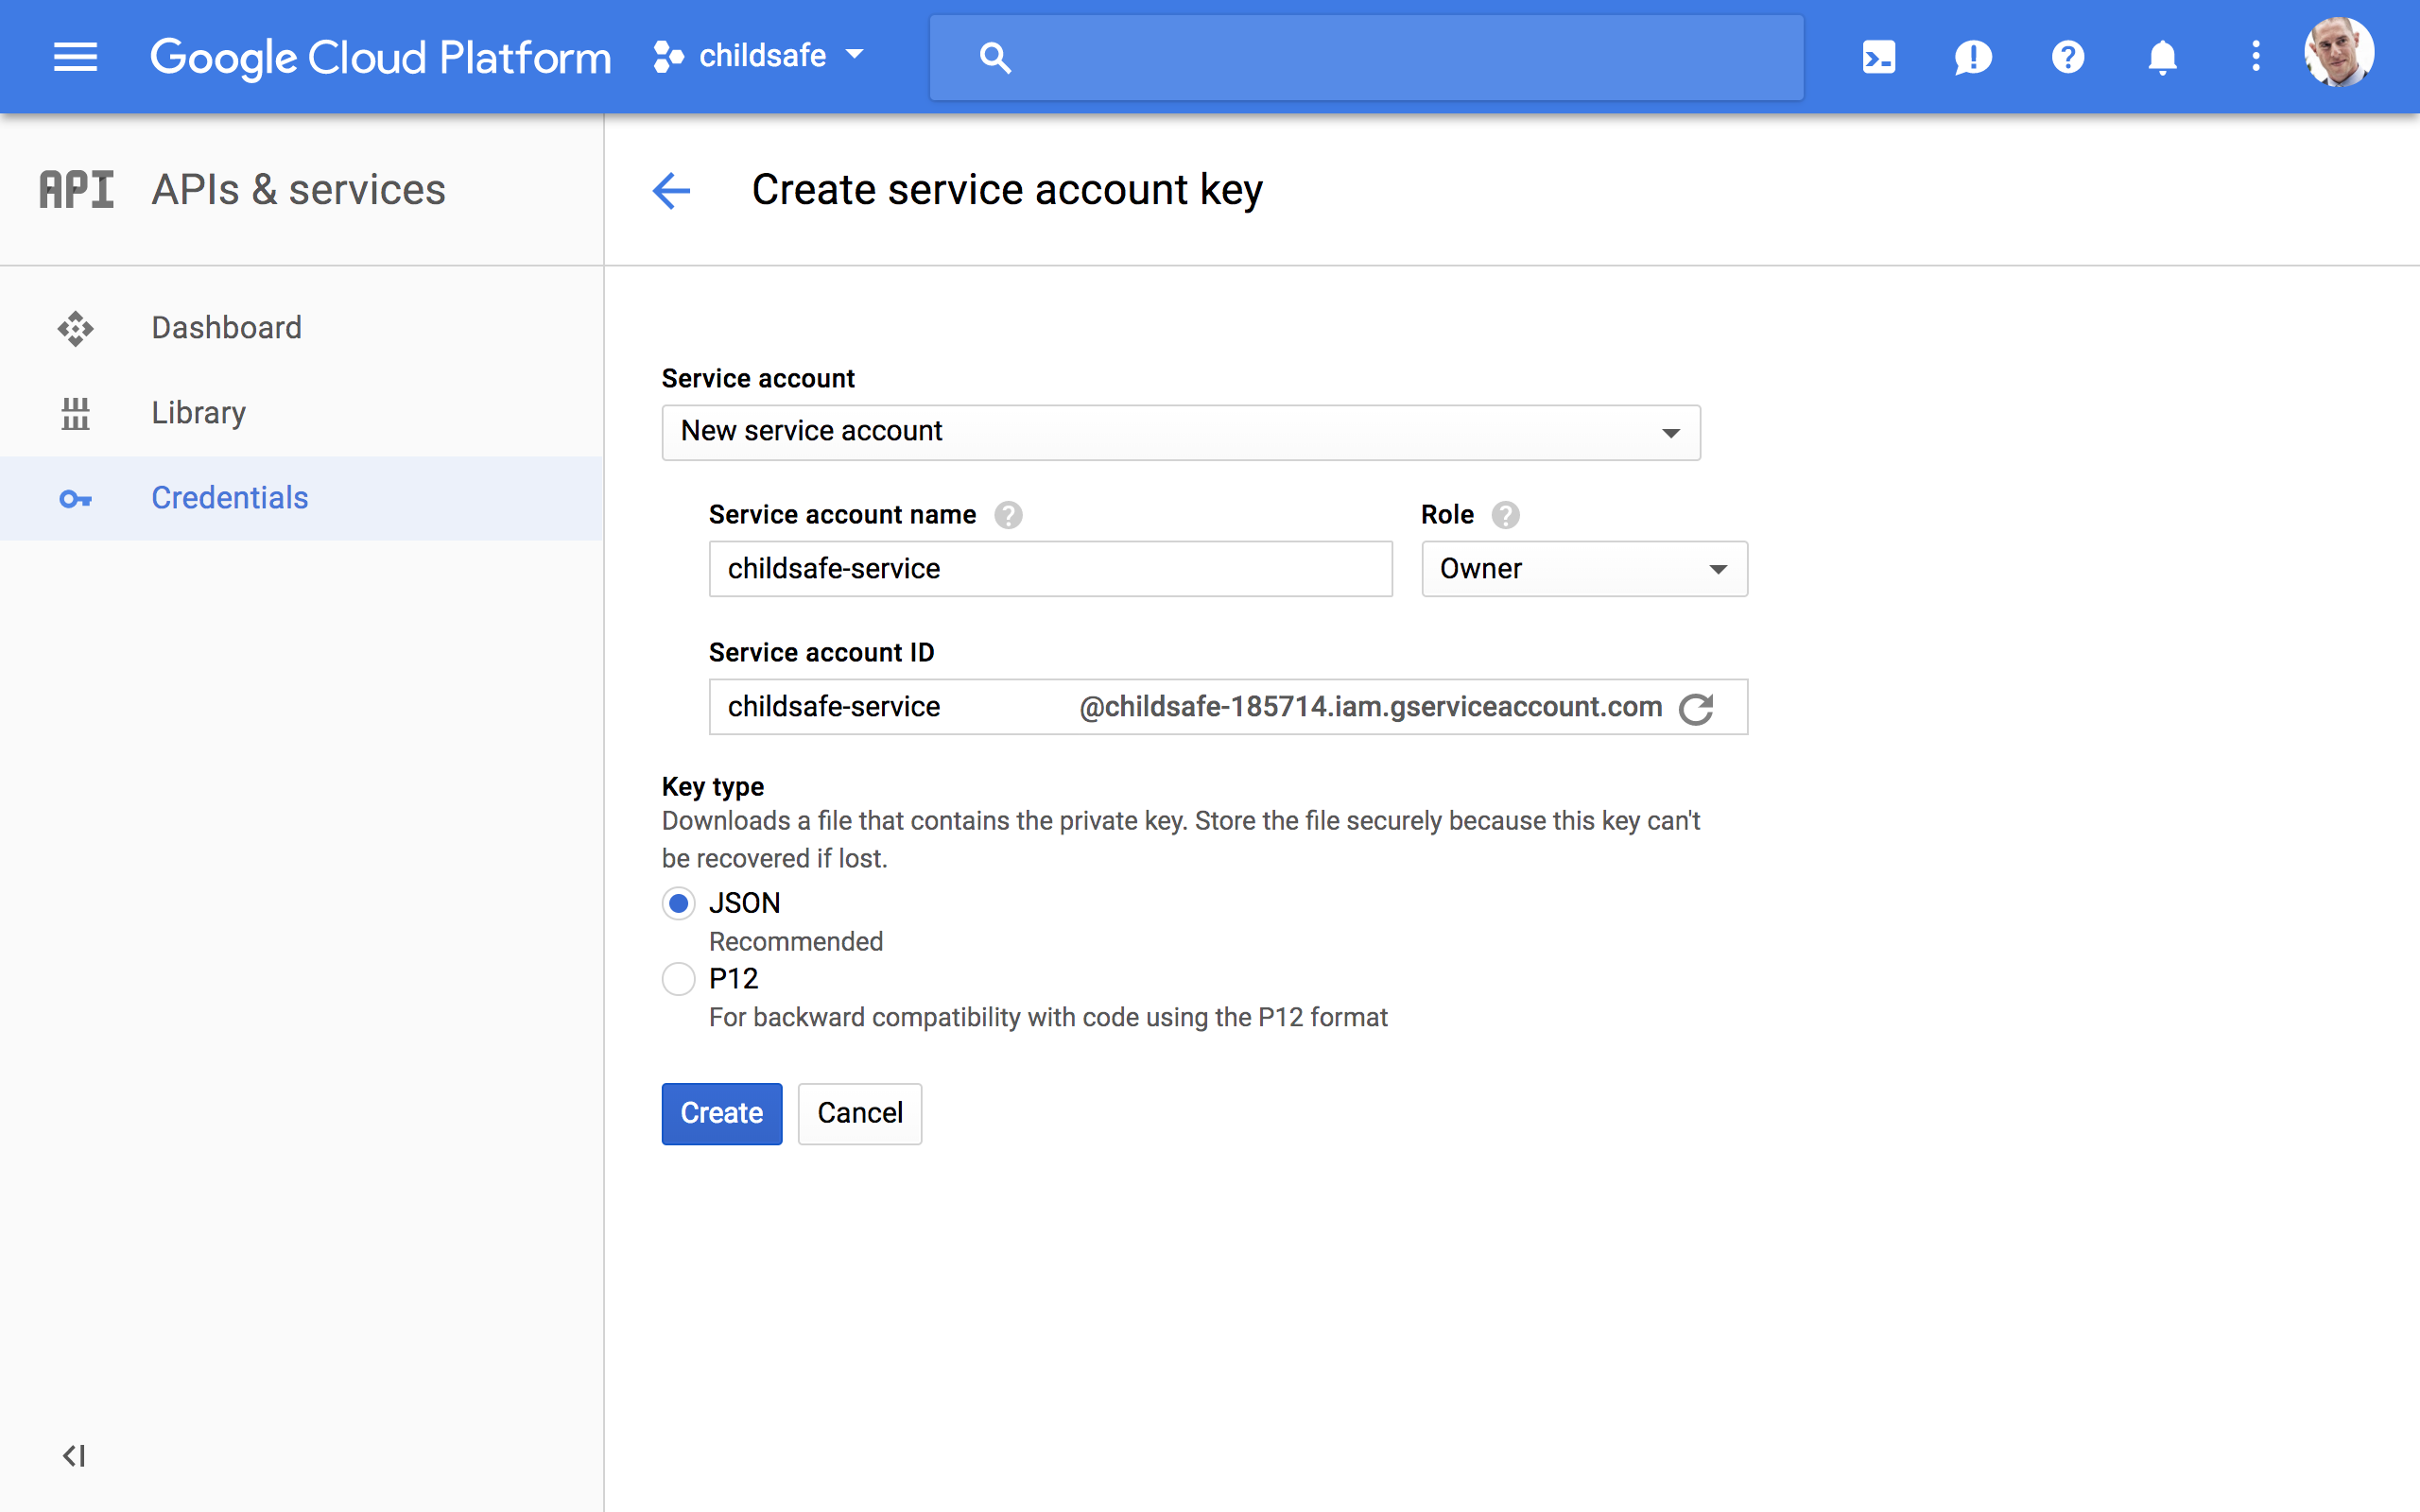 Google Cloud Platform
childsafe
API
APIs & services
Create service account key
Dashboard
Library
Credentials
Service account
New service account
Service account name
Role
childsafe-service
Owner
Service account ID
childsafe-service @childsafe-185714.iam.gserviceaccount.com
Key type
Downloads a file that contains the private key. Store the file securely because this key can't
be recovered if lost.
JSON
Recommended
P12
For backward compatibility with code using the P12 format
Create Cancel